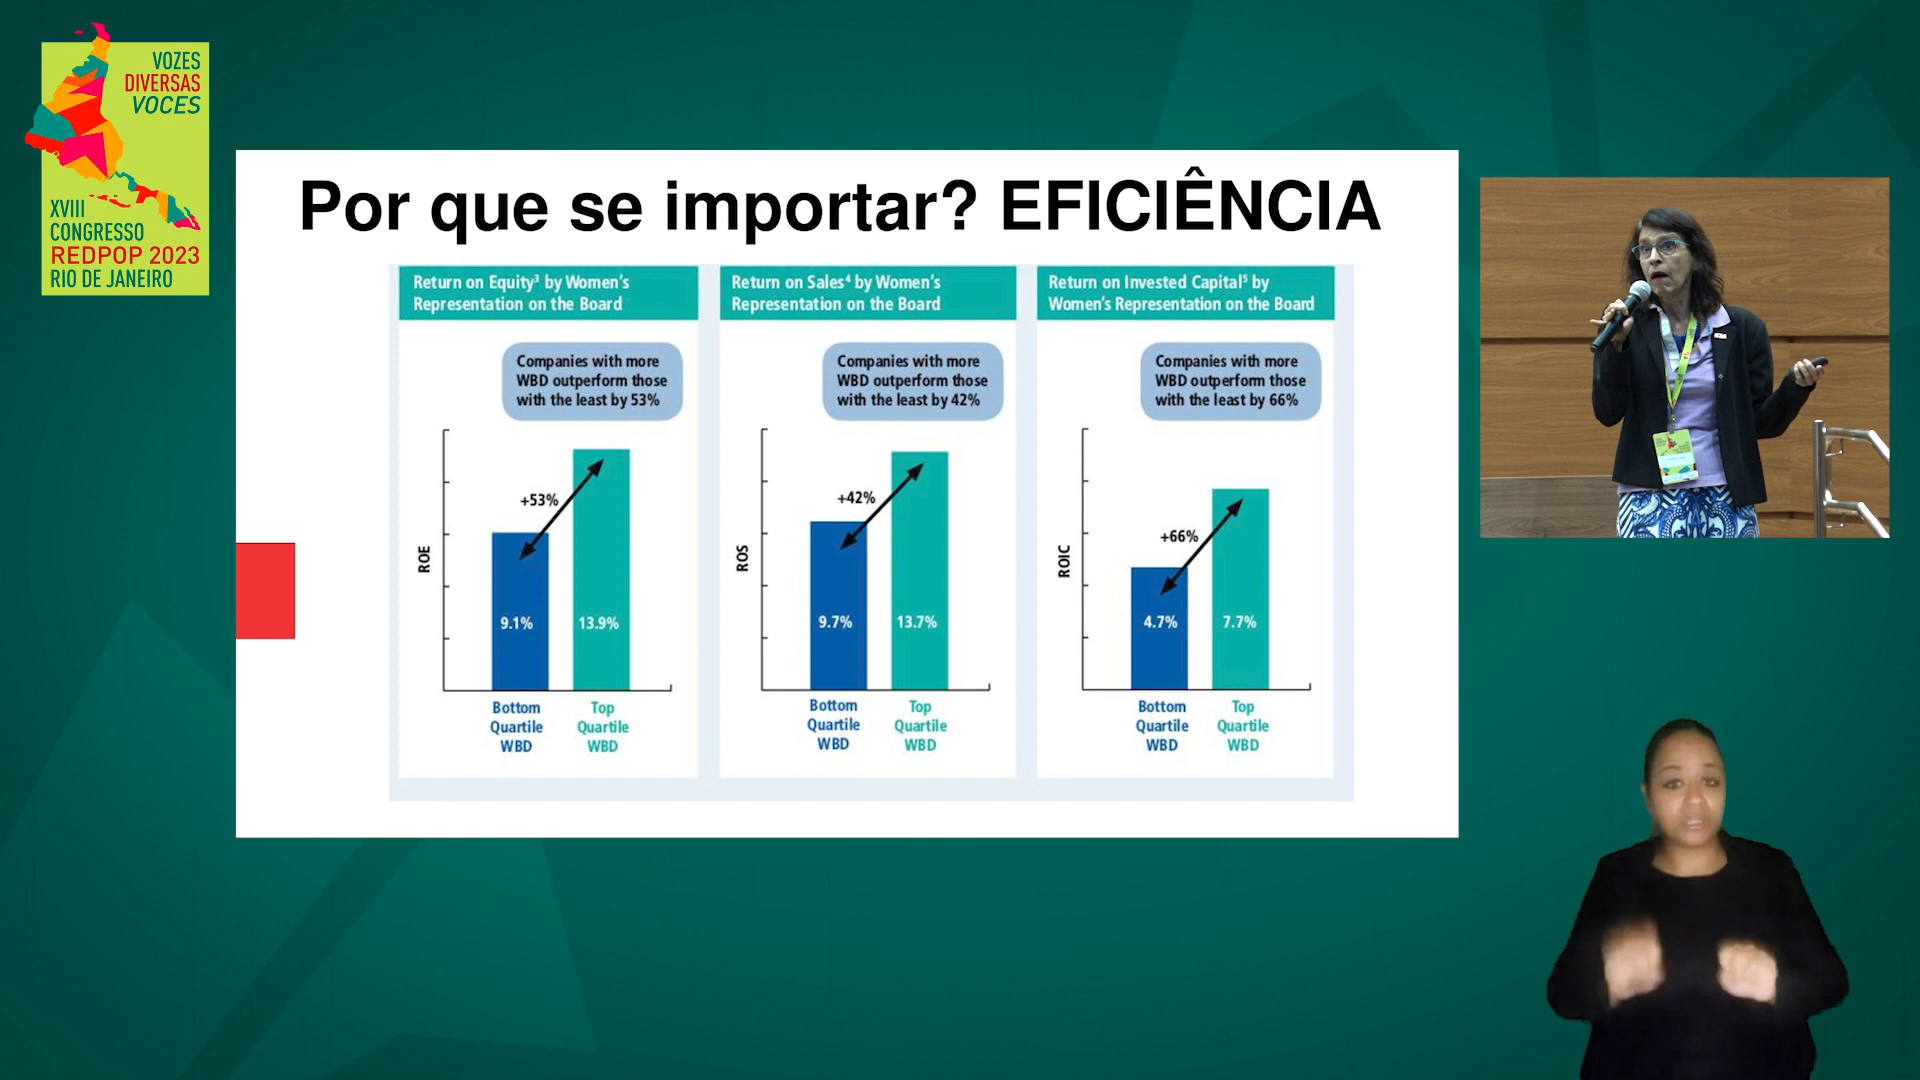 VOZES
DIVERSAS
VOCES
XVIII
CONGRESSO
REDPOP 2023
RIO DE JANEIRO
Por que se importar? EFICIÊNCIA
Return on Equity³ by Women's
Representation on the Board
Companies with more
WBD outperform those
with the least by 53%
+53%
ROE
9.1%
13.9%
Bottom
Quartile
WBD
Top
Quartile
WBD
Return on Sales⁴ by Women's
Representation on the Board
Companies with more
WBD outperform those
with the least by 42%
+42%
ROS
9.7%
13.7%
Bottom
Quartile
WBD
Top
Quartile
WBD
Return on Invested Capital⁵ by
Women's Representation on the Board
Companies with more
WBD outperform those
with the least by 66%
+66%
ROIC
4.7%
7.7%
Bottom
Quartile
WBD
Top
Quartile
WBD